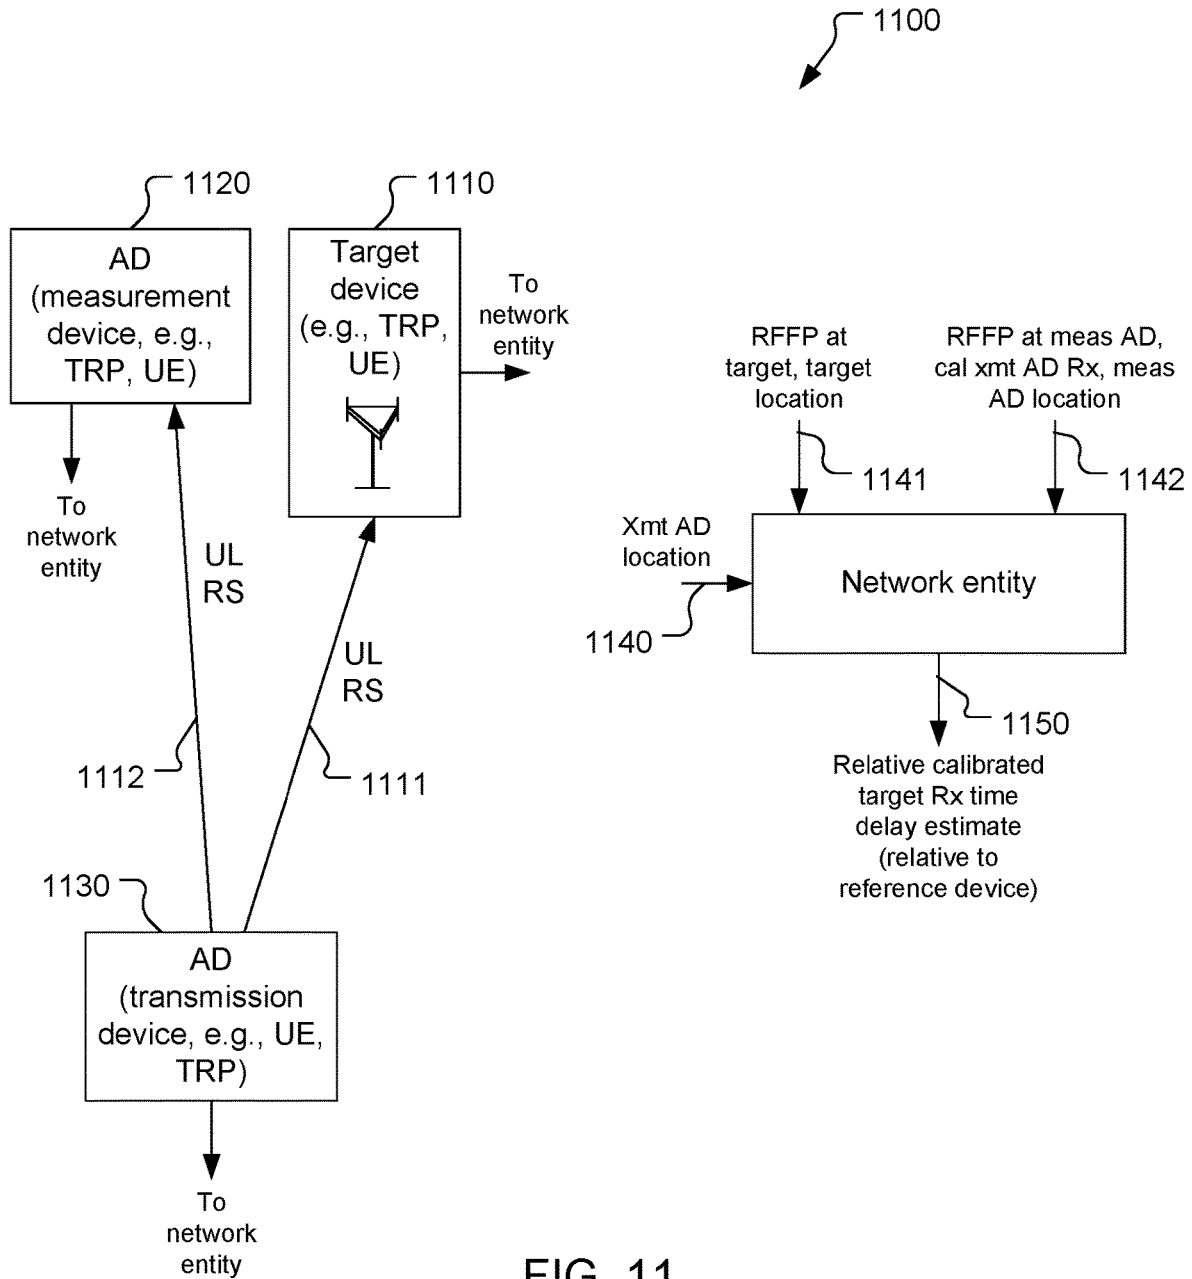 1100
1120
1110
AD
(measurement
device, e.g.,
TRP, UE)
Target
device
(e.g., TRP,
UE)
To
network
entity
To
network
entity
UL
RS
UL
RS
1112
1111
1130
AD
(transmission
device, e.g., UE,
TRP)
To
network
entity
RFFP at
target, target
location
RFFP at meas AD,
cal xmt AD Rx, meas
AD location
1141
1142
Xmt AD
location
1140
Network entity
1150
Relative calibrated
target Rx time
delay estimate
(relative to
reference device)
FIG. 11